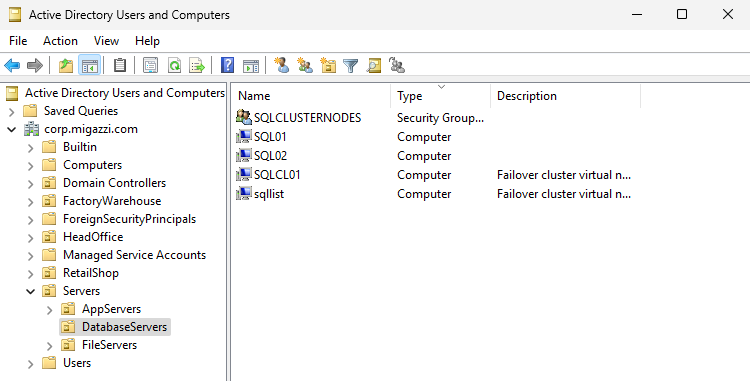 Active Directory Users and Computers
File Action View Help
Active Directory Users and Computers
Saved Queries
corp.migazzi.com
Builtin
Computers
Domain Controllers
FactoryWarehouse
ForeignSecurityPrincipals
HeadOffice
Managed Service Accounts
RetailShop
Servers
AppServers
DatabaseServers
FileServers
Users
Name Type Description
SQLCLUSTERNODES Security Group...
SQL01 Computer
SQL02 Computer
SQLCL01 Computer Failover cluster virtual n...
sqllist Computer Failover cluster virtual n...